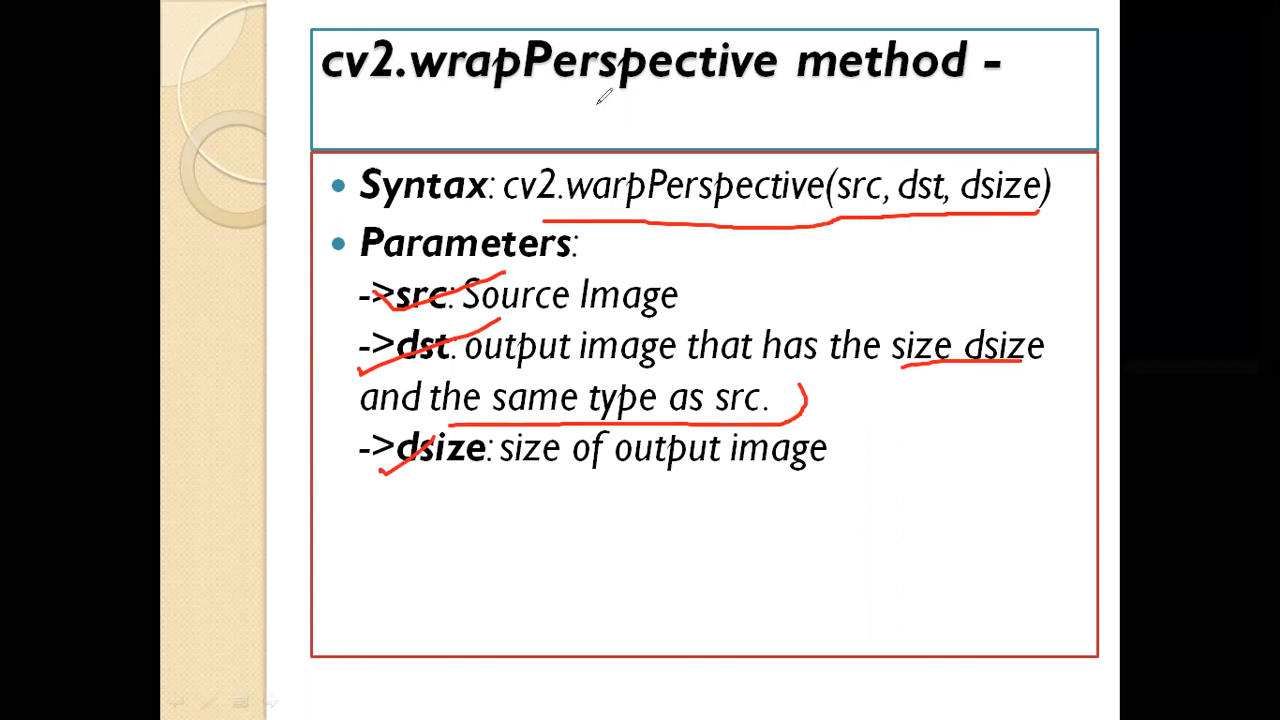 cv2.wrapPerspective method -
• Syntax: cv2.warpPerspective(src, dst, dsize)
• Parameters:
->src: Source Image
->dst: output image that has the size dsize
and the same type as src.
->dsize: size of output image